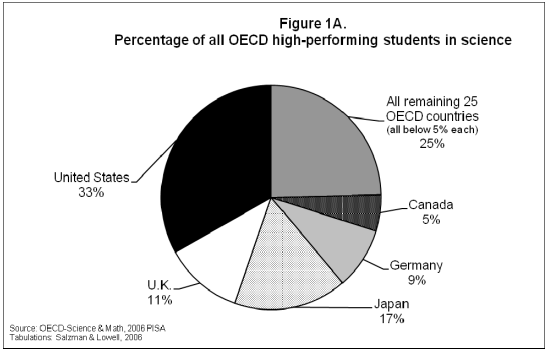 Figure 1A.
Percentage of all OECD high-performing students in science
All remaining 25
OECD countries
(all below 5% each)
25%
United States
33%
Canada
5%
Germany
9%
U.K.
11%
Japan
17%
Source: OECD-Science & Math, 2006 PISA
Tabulations: Salzman & Lowell, 2006